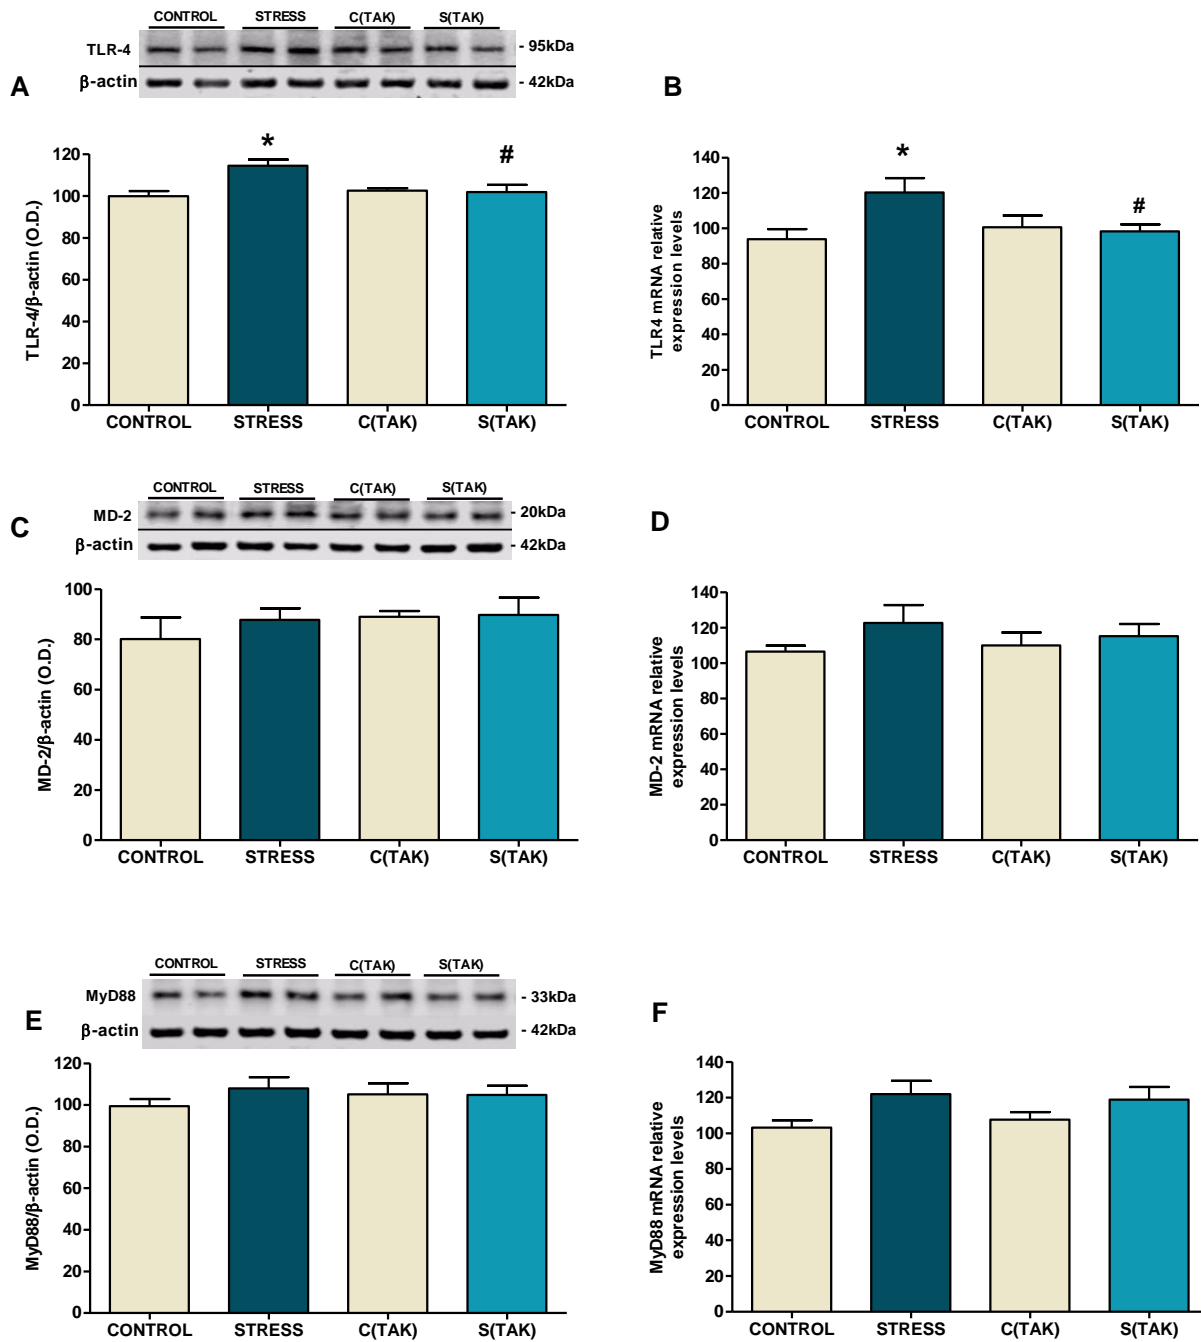 CONTROL STRESS C(TAK) S(TAK)
TLR-4 - 95kDa
β-actin - 42kDa
A
TLR-4/β-actin (O.D.)
120
100
80
60
40
20
0
* #
CONTROL STRESS C(TAK) S(TAK)
B
TLR4 mRNA relative
expression levels
140
120
100
80
60
40
20
0
* #
CONTROL STRESS C(TAK) S(TAK)
CONTROL STRESS C(TAK) S(TAK)
MD-2 - 20kDa
β-actin - 42kDa
C
MD-2/β-actin (O.D.)
100
80
60
40
20
0
CONTROL STRESS C(TAK) S(TAK)
D
MD-2 mRNA relative
expression levels
140
120
100
80
60
40
20
0
CONTROL STRESS C(TAK) S(TAK)
CONTROL STRESS C(TAK) S(TAK)
MyD88 - 33kDa
β-actin - 42kDa
E
MyD88/β-actin (O.D.)
120
100
80
60
40
20
0
CONTROL STRESS C(TAK) S(TAK)
F
MyD88 mRNA relative
expression levels
140
120
100
80
60
40
20
0
CONTROL STRESS C(TAK) S(TAK)